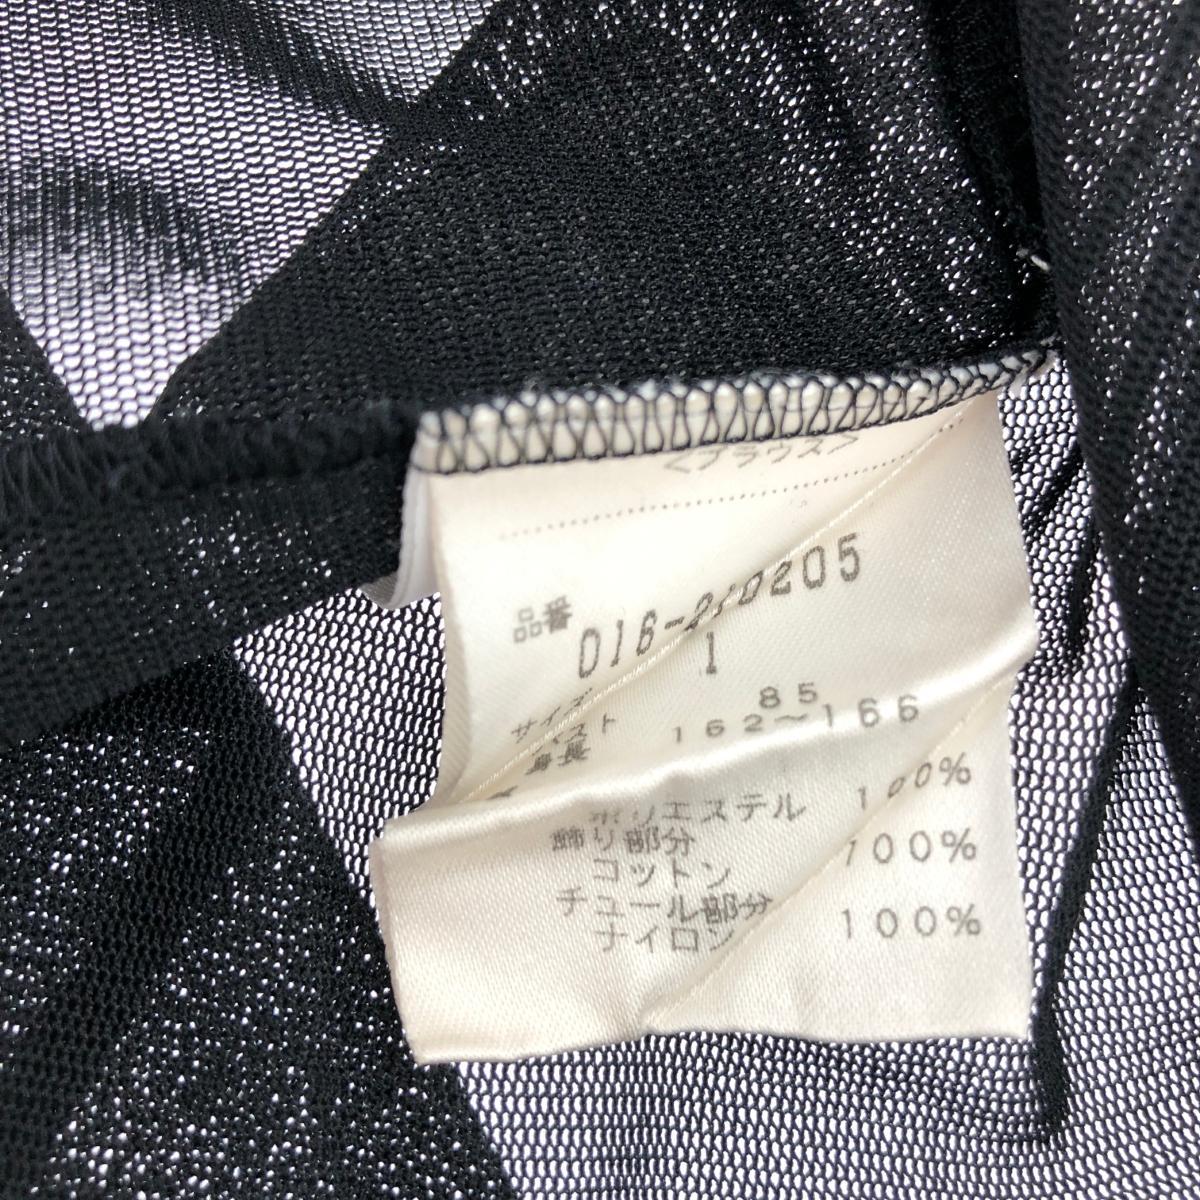 <ブラウス>
品番 016-210205
サイズ 1
バスト 85
身長 162～166
ポリエステル 100%
飾り部分
コットン 100%
チュール部分
ナイロン 100%